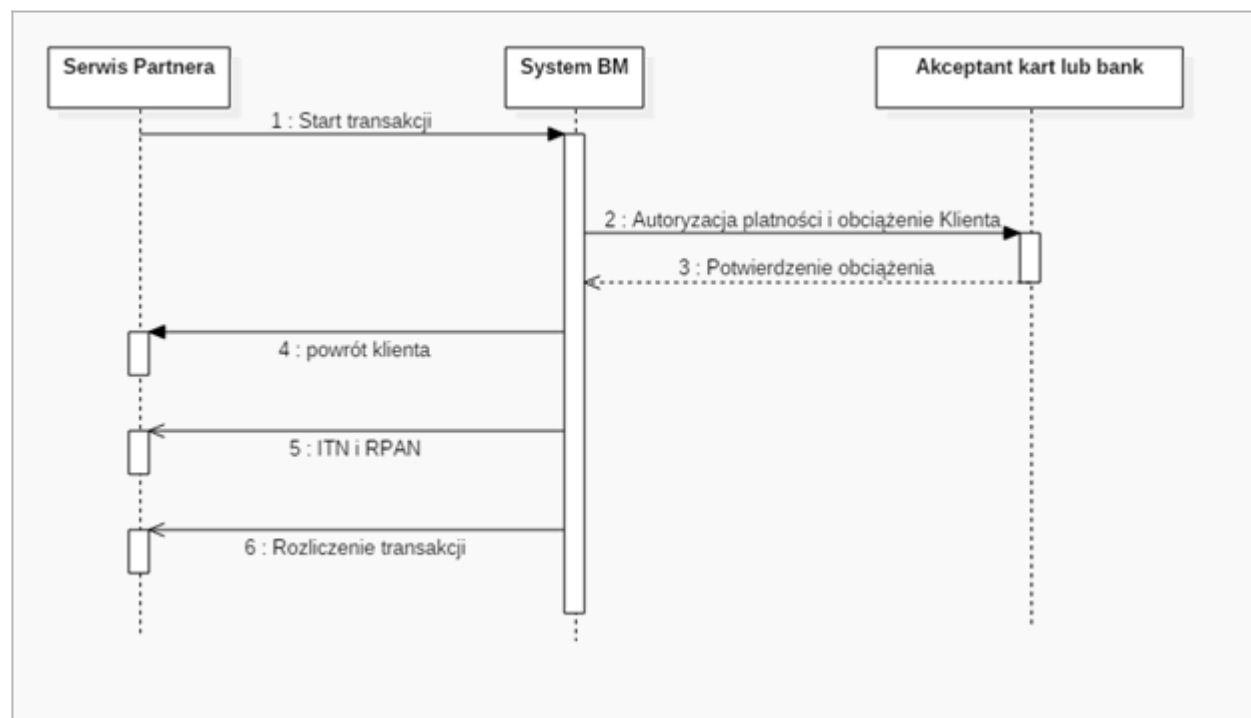 Serwis Partnera
System BM
Akceptant kart lub bank
1 : Start transakcji
2 : Autoryzacja platności i obciążenie Klienta
3 : Potwierdzenie obciążenia
4 : powrót klienta
5 : ITN i RPAN
6 : Rozliczenie transakcji